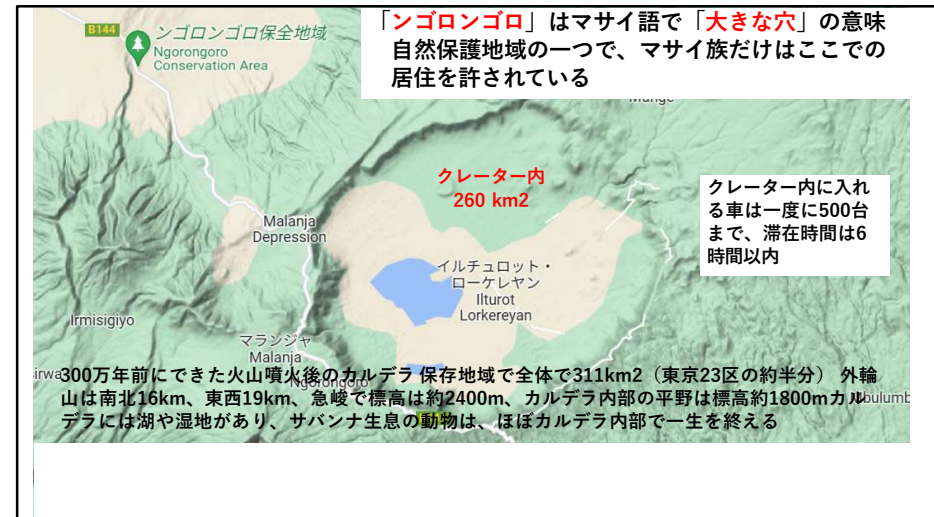 「ンゴロンゴロ」はマサイ語で「大きな穴」の意味
自然保護地域の一つで、マサイ族だけはここでの
居住を許されている
B144
ンゴロンゴロ保全地域
Ngorongoro
Conservation Area
クレーター内
260 km2
クレーター内に入れ
る車は一度に500台
まで、滞在時間は6
時間以内
Malanja
Depression
イルチュロット・
ローケレヤン
Ilturot
Lorkereyan
Irmisigiyo
マランジャ
Malanja
Ngorongoro
300万年前にできた火山噴火後のカルデラ 保存地域で全体で311km2（東京23区の約半分） 外輪
山は南北16km、東西19km、急峻で標高は約2400m、カルデラ内部の平野は標高約1800mカル
デラには湖や湿地があり、サバンナ生息の動物は、ほぼカルデラ内部で一生を終える